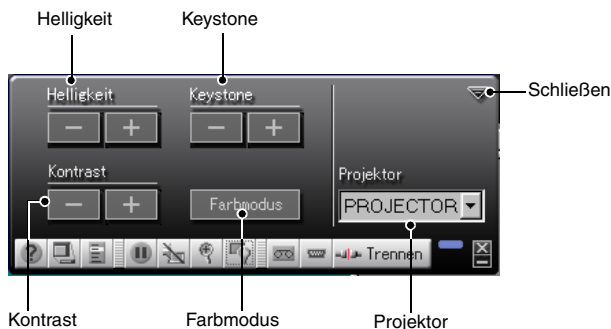 Helligkeit Keystone
Schließen
Helligkeit Keystone
Kontrast Projektor
Farbmodus PROJECTOR
Trennen
Kontrast Farbmodus Projektor